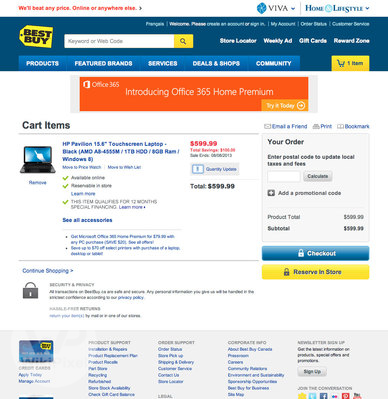 We'll beat any price. Online or anywhere else. >
VIVA
HOME & LIFESTYLE
Français
Welcome. Please create an account or sign in.
My Account
Order Status
Customer Service
BEST BUY
Keyword or Web Code
Store Locator
Weekly Ad
Gift Cards
Reward Zone
PRODUCTS
FEATURED BRANDS
SERVICES
DEALS & SHOPS
COMMUNITY
1 item
Office 365
Introducing Office 365 Home Premium
Try it Today >
Cart Items
Email a Friend
Print
Bookmark
HP Pavilion 15.6" Touchscreen Laptop -
Black (AMD A8-4555M / 1TB HDD / 6GB Ram /
Windows 8)
Move to Price Watch
Move to Wish List
Remove
Available online
Reservable in store
Learn more
THIS ITEM QUALIFIES FOR 12 MONTHS
SPECIAL FINANCING. Learn more ›
See all accessories
Get Microsoft Office 365 Home Premium for $79.99 with
any PC purchase (SAVE $20). See all offers!
Save up to $70 off select printers with purchase of a laptop,
desktop or tablet!
$599.99
Total Savings: $100.00
Sale Ends: 08/08/2013
1
Quantity Update
Total: $599.99
Your Order
Enter postal code to update local
taxes and fees
Calculate
Add a promotional code
Product Total $599.99
Subtotal $599.99
Checkout
Reserve In Store
Continue Shopping >
SECURITY & PRIVACY
All transactions on BestBuy.ca are safe and secure. Any personal information you give us will be handled in the
strictest confidence according to our privacy policy.
HASSLE-FREE RETURNS
return your item(s) by mail or in one of our stores.
CREDIT CARDS
Apply Today
Manage Account
PRODUCT SUPPORT
Installation & Repairs
Product Replacement Plan
Product Recalls
Parts
Recycling
Refurbished
Store Stock Availability
Check Gift Card Balance
ORDER SUPPORT
Order Status
Store Pick up
Shipping & Delivery
Customer Service
Contact Us
Store Locator
LEGAL
CORPORATE INFO
About Best Buy Canada
Pressroom
Careers
Community Relations
Environment and Sustainability
Sponsorship Opportunities
Best Buy for Business
Site Map
NEWSLETTER SIGN UP
Get the latest information on
products, special offers and
promotions.
Sign Up
JOIN THE CONVERSATION